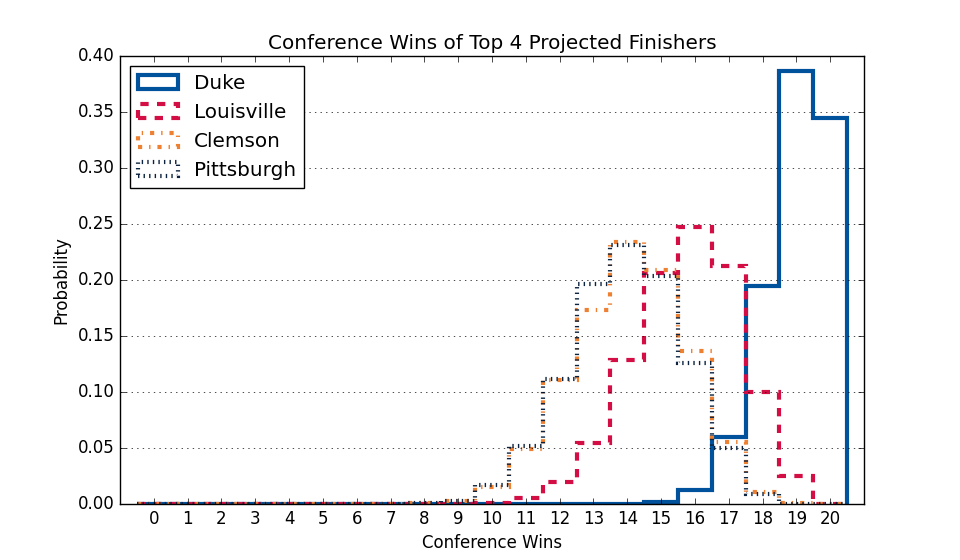 Conference Wins of Top 4 Projected Finishers
0.40
0.35
0.30
0.25
0.20
0.15
0.10
0.05
0.00
Probability
Duke
Louisville
Clemson
Pittsburgh
0 1 2 3 4 5 6 7 8 9 10 11 12 13 14 15 16 17 18 19 20
Conference Wins